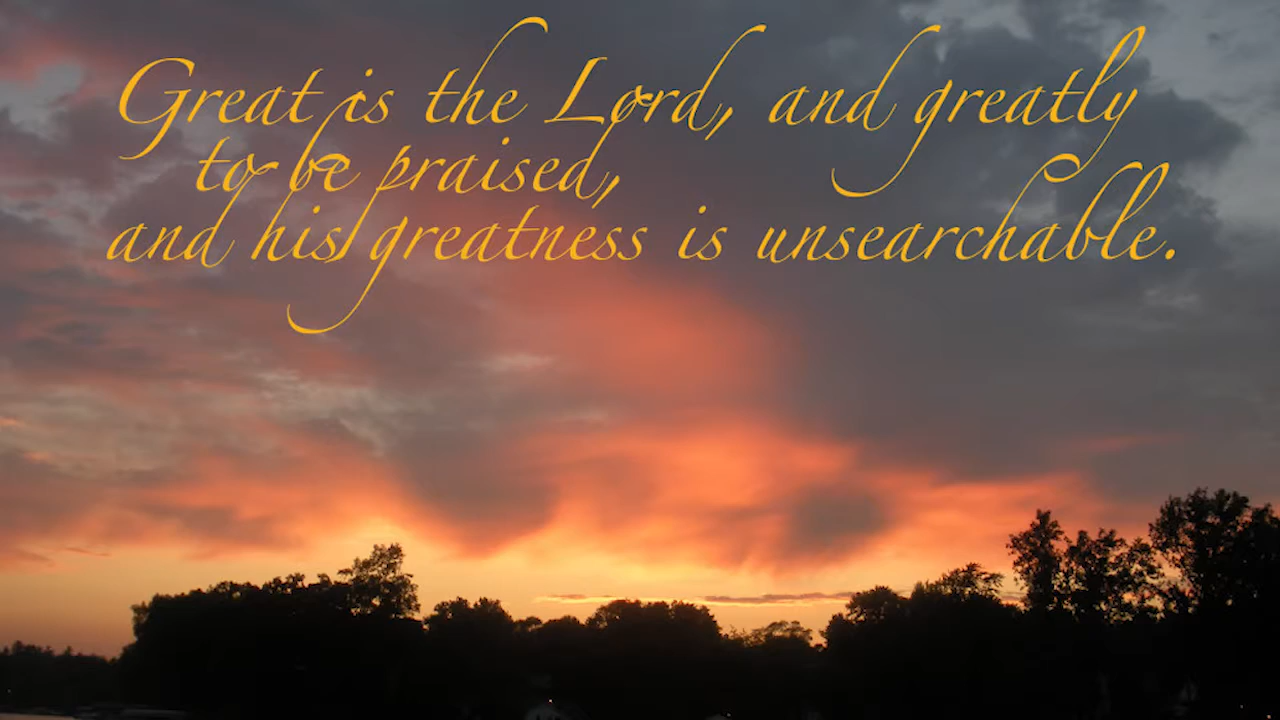 Great is the Lord, and greatly
to be praised,
and his greatness is unsearchable.